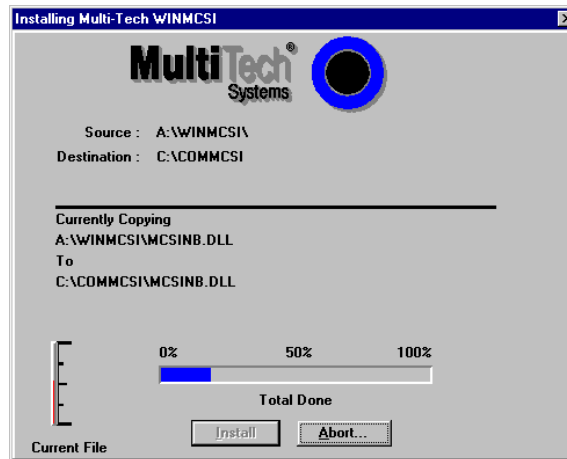 Installing Multi-Tech WINMCSI
MultiTech®
Systems
Source : A:\WINMCSI\
Destination : C:\COMMCSI
Currently Copying
A:\WINMCSI\MCSINB.DLL
To
C:\COMMCSI\MCSINB.DLL
0% 50% 100%
Total Done
Install Abort...
Current File